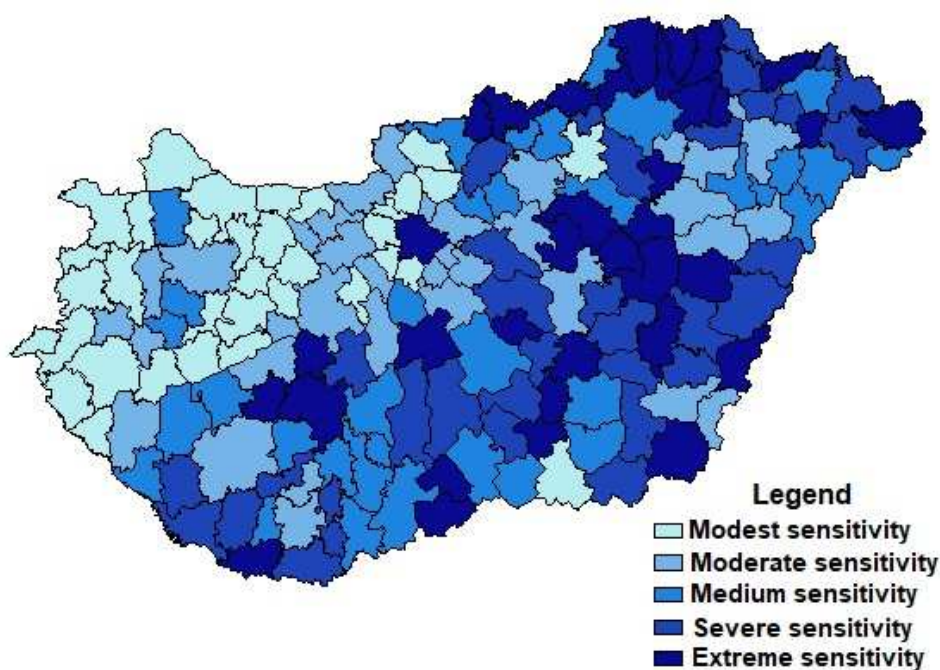 Legend
Modest sensitivity
Moderate sensitivity
Medium sensitivity
Severe sensitivity
Extreme sensitivity